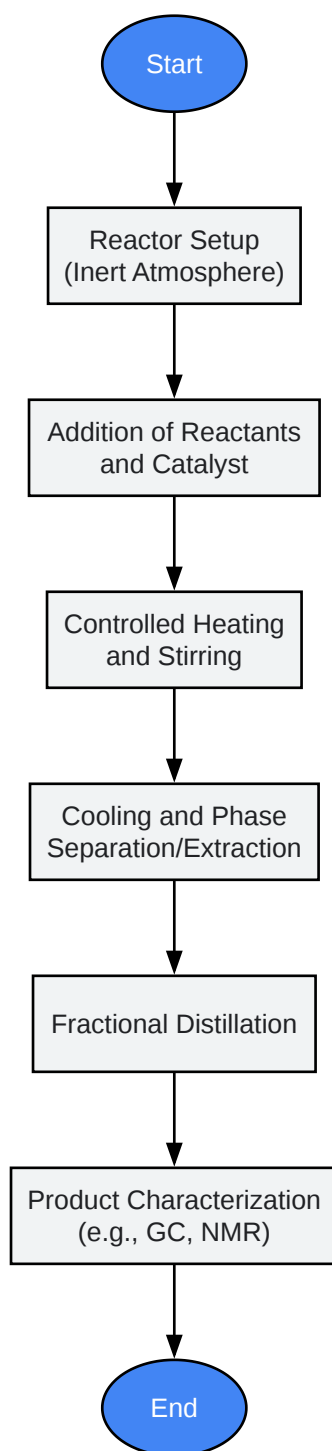 Start
Reactor Setup
(Inert Atmosphere)
Addition of Reactants
and Catalyst
Controlled Heating
and Stirring
Cooling and Phase
Separation/Extraction
Fractional Distillation
Product Characterization
(e.g., GC, NMR)
End